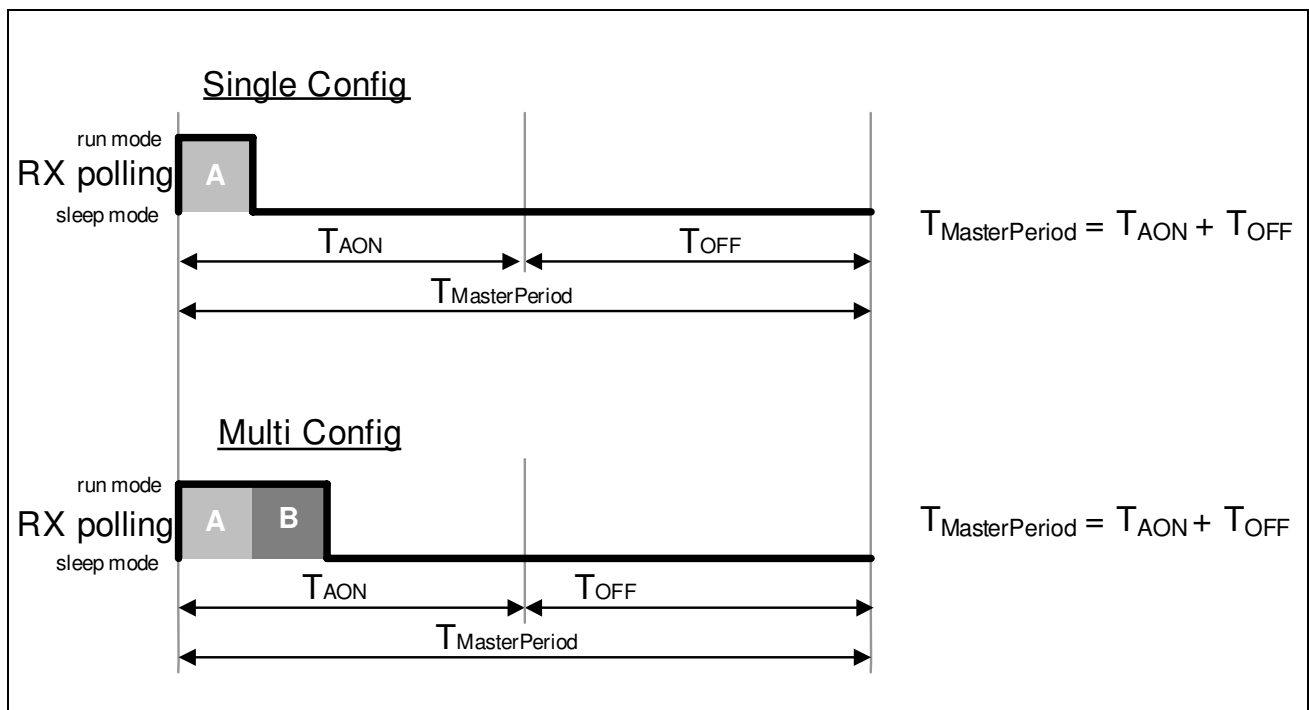 Single Config
run mode
RX polling
A
sleep mode
TAON
TOFF
TMasterPeriod = TAON + TOFF
TMasterPeriod
Multi Config
run mode
RX polling
A
B
sleep mode
TAON
TOFF
TMasterPeriod = TAON + TOFF
TMasterPeriod